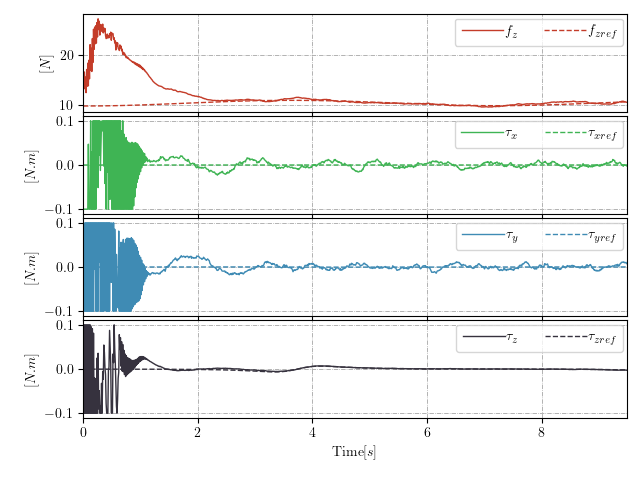 [N]
20
10
f_z f_zref
[N.m]
0.1
0.0
−0.1
τ_x τ_xref
[N.m]
0.1
0.0
−0.1
τ_y τ_yref
[N.m]
0.1
0.0
−0.1
τ_z τ_zref
0 2 4 6 8
Time[s]